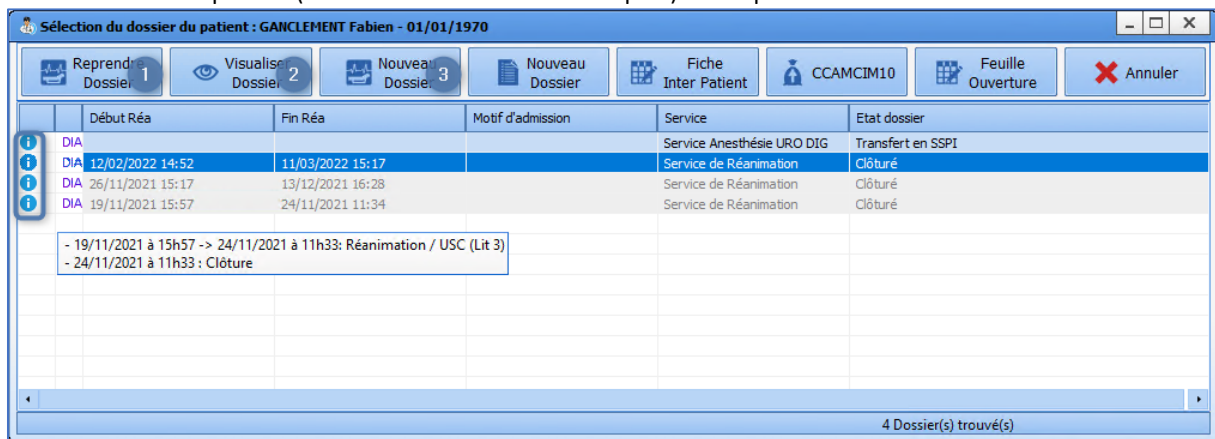 Sélection du dossier du patient : GANCLEMENT Fabien - 01/01/1970
Reprendre Dossier 1
Visualiser Dossier 2
Nouveau Dossier 3
Nouveau Dossier
Fiche Inter Patient
CCAMCIM10
Feuille Ouverture
Annuler
Début Réa Fin Réa Motif d'admission Service Etat dossier
DIA Service Anesthésie URO DIG Transfert en SSPI
DIA 12/02/2022 14:52 11/03/2022 15:17 Service de Réanimation Clôturé
DIA 26/11/2021 15:17 13/12/2021 16:28 Service de Réanimation Clôturé
DIA 19/11/2021 15:57 24/11/2021 11:34 Service de Réanimation Clôturé
- 19/11/2021 à 15h57 -> 24/11/2021 à 11h33: Réanimation / USC (Lit 3)
- 24/11/2021 à 11h33 : Clôture
4 Dossier(s) trouvé(s)